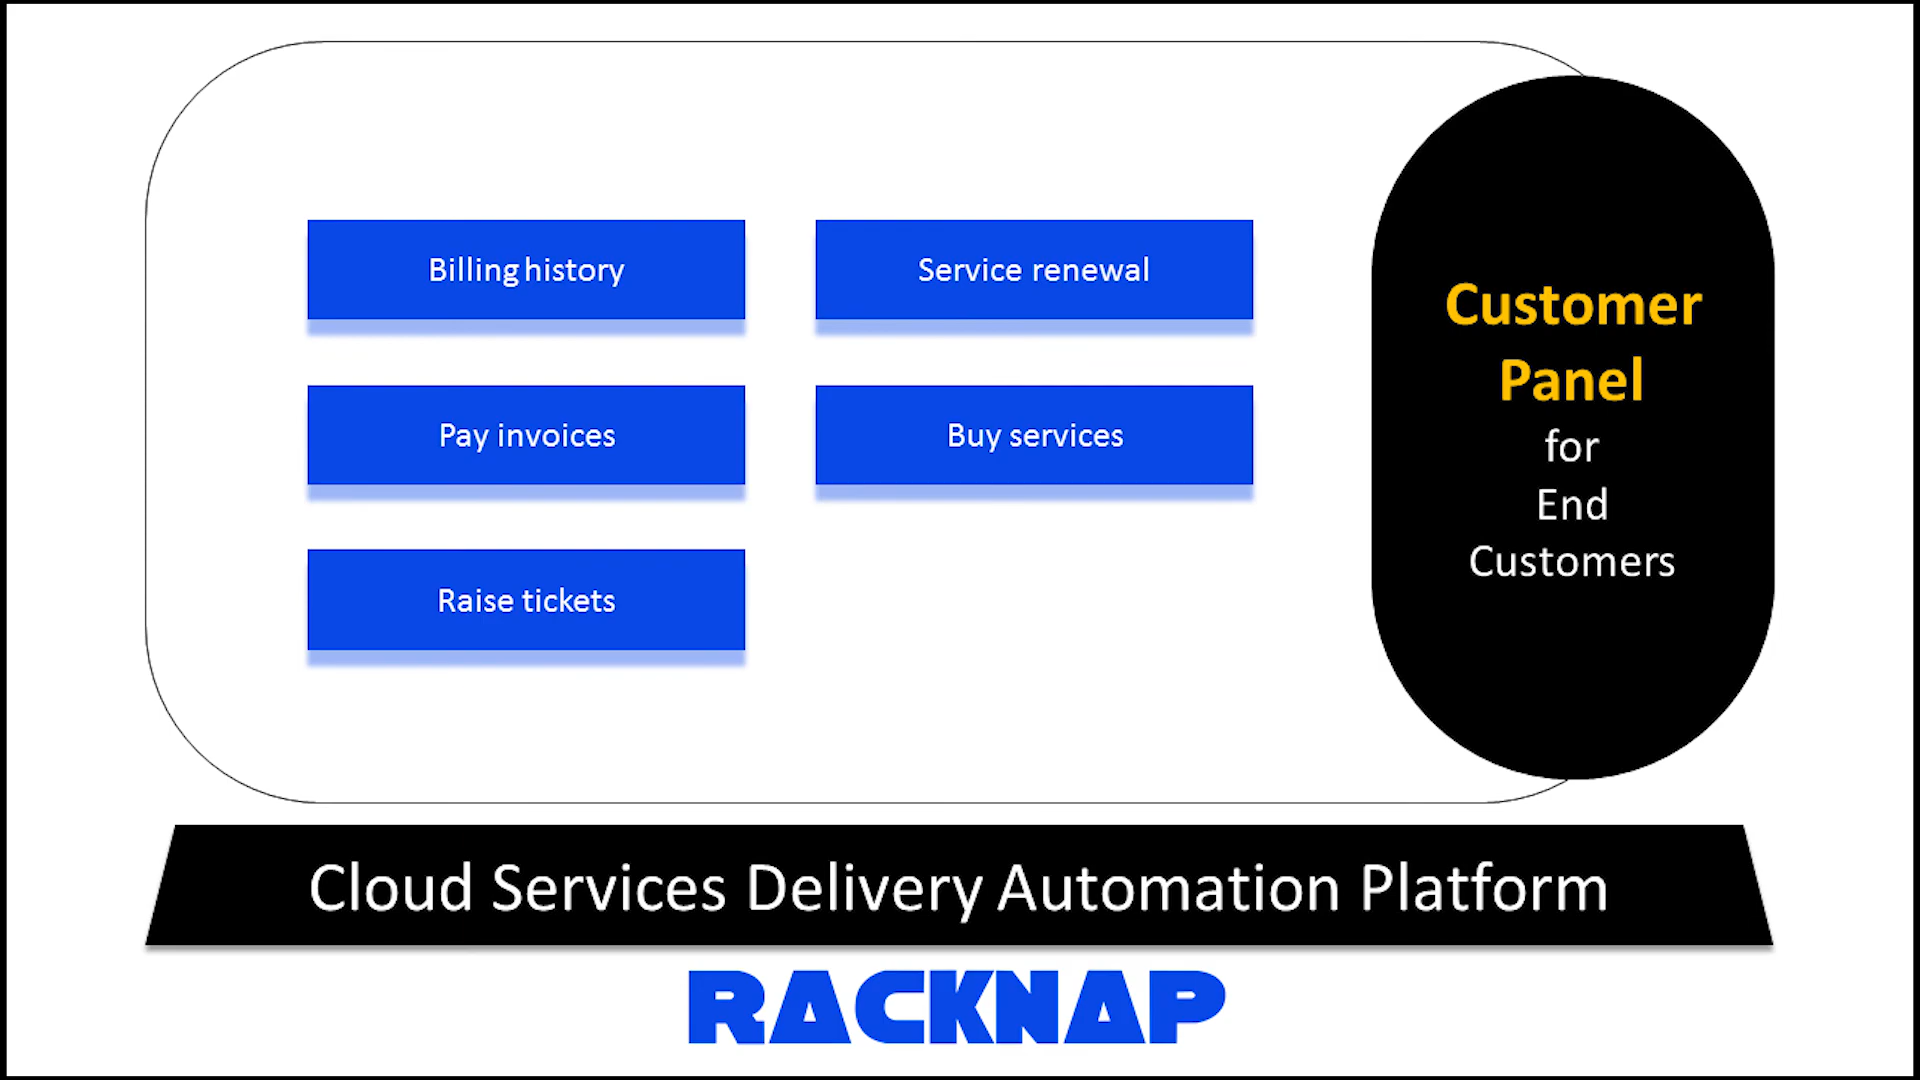 Billing history
Service renewal
Pay invoices
Buy services
Raise tickets
Customer
Panel
for
End
Customers
Cloud Services Delivery Automation Platform
RACKNAP